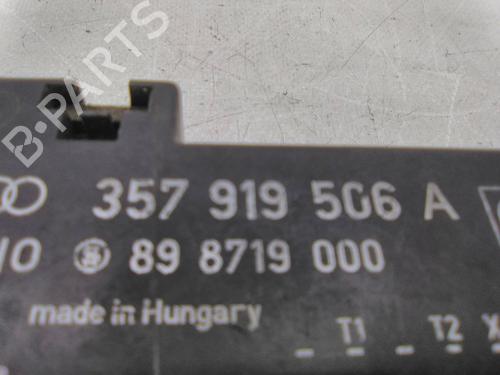 B-PARTS
357 919 506 A
89 8719 000
made in Hungary
T1 T2 X